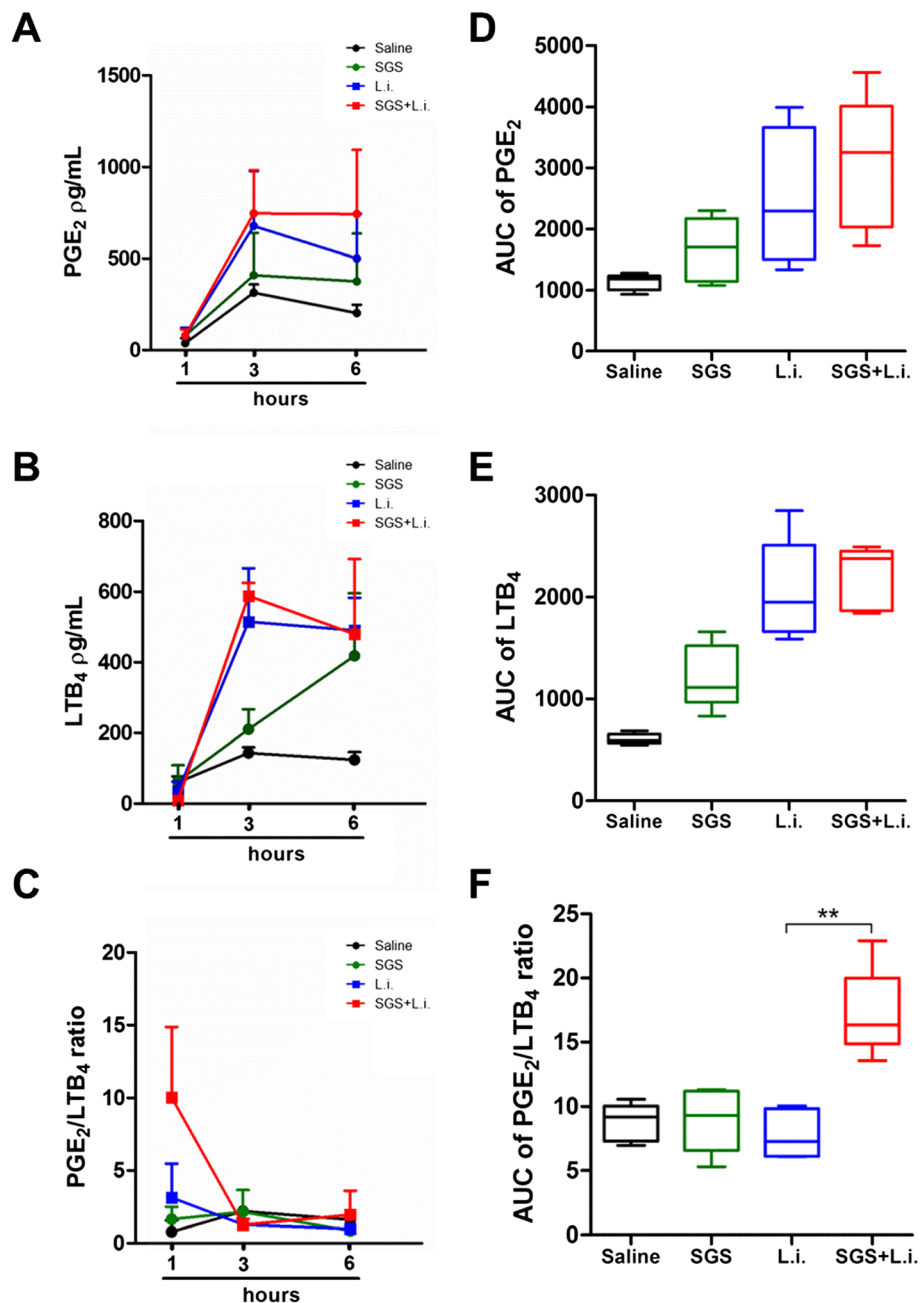 A
Saline
SGS
L.i.
SGS+L.i.
PGE2 ρg/mL
1500
1000
500
0
1 3 6
hours
D
AUC of PGE2
5000
4000
3000
2000
1000
0
Saline SGS L.i. SGS+L.i.
B
Saline
SGS
L.i.
SGS+L.i.
LTB4 ρg/mL
800
600
400
200
0
1 3 6
hours
E
AUC of LTB4
3000
2000
1000
0
Saline SGS L.i. SGS+L.i.
C
Saline
SGS
L.i.
SGS+L.i.
PGE2/LTB4 ratio
20
15
10
5
0
1 3 6
hours
F
AUC of PGE2/LTB4 ratio
25
20
15
10
5
0
**
Saline SGS L.i. SGS+L.i.